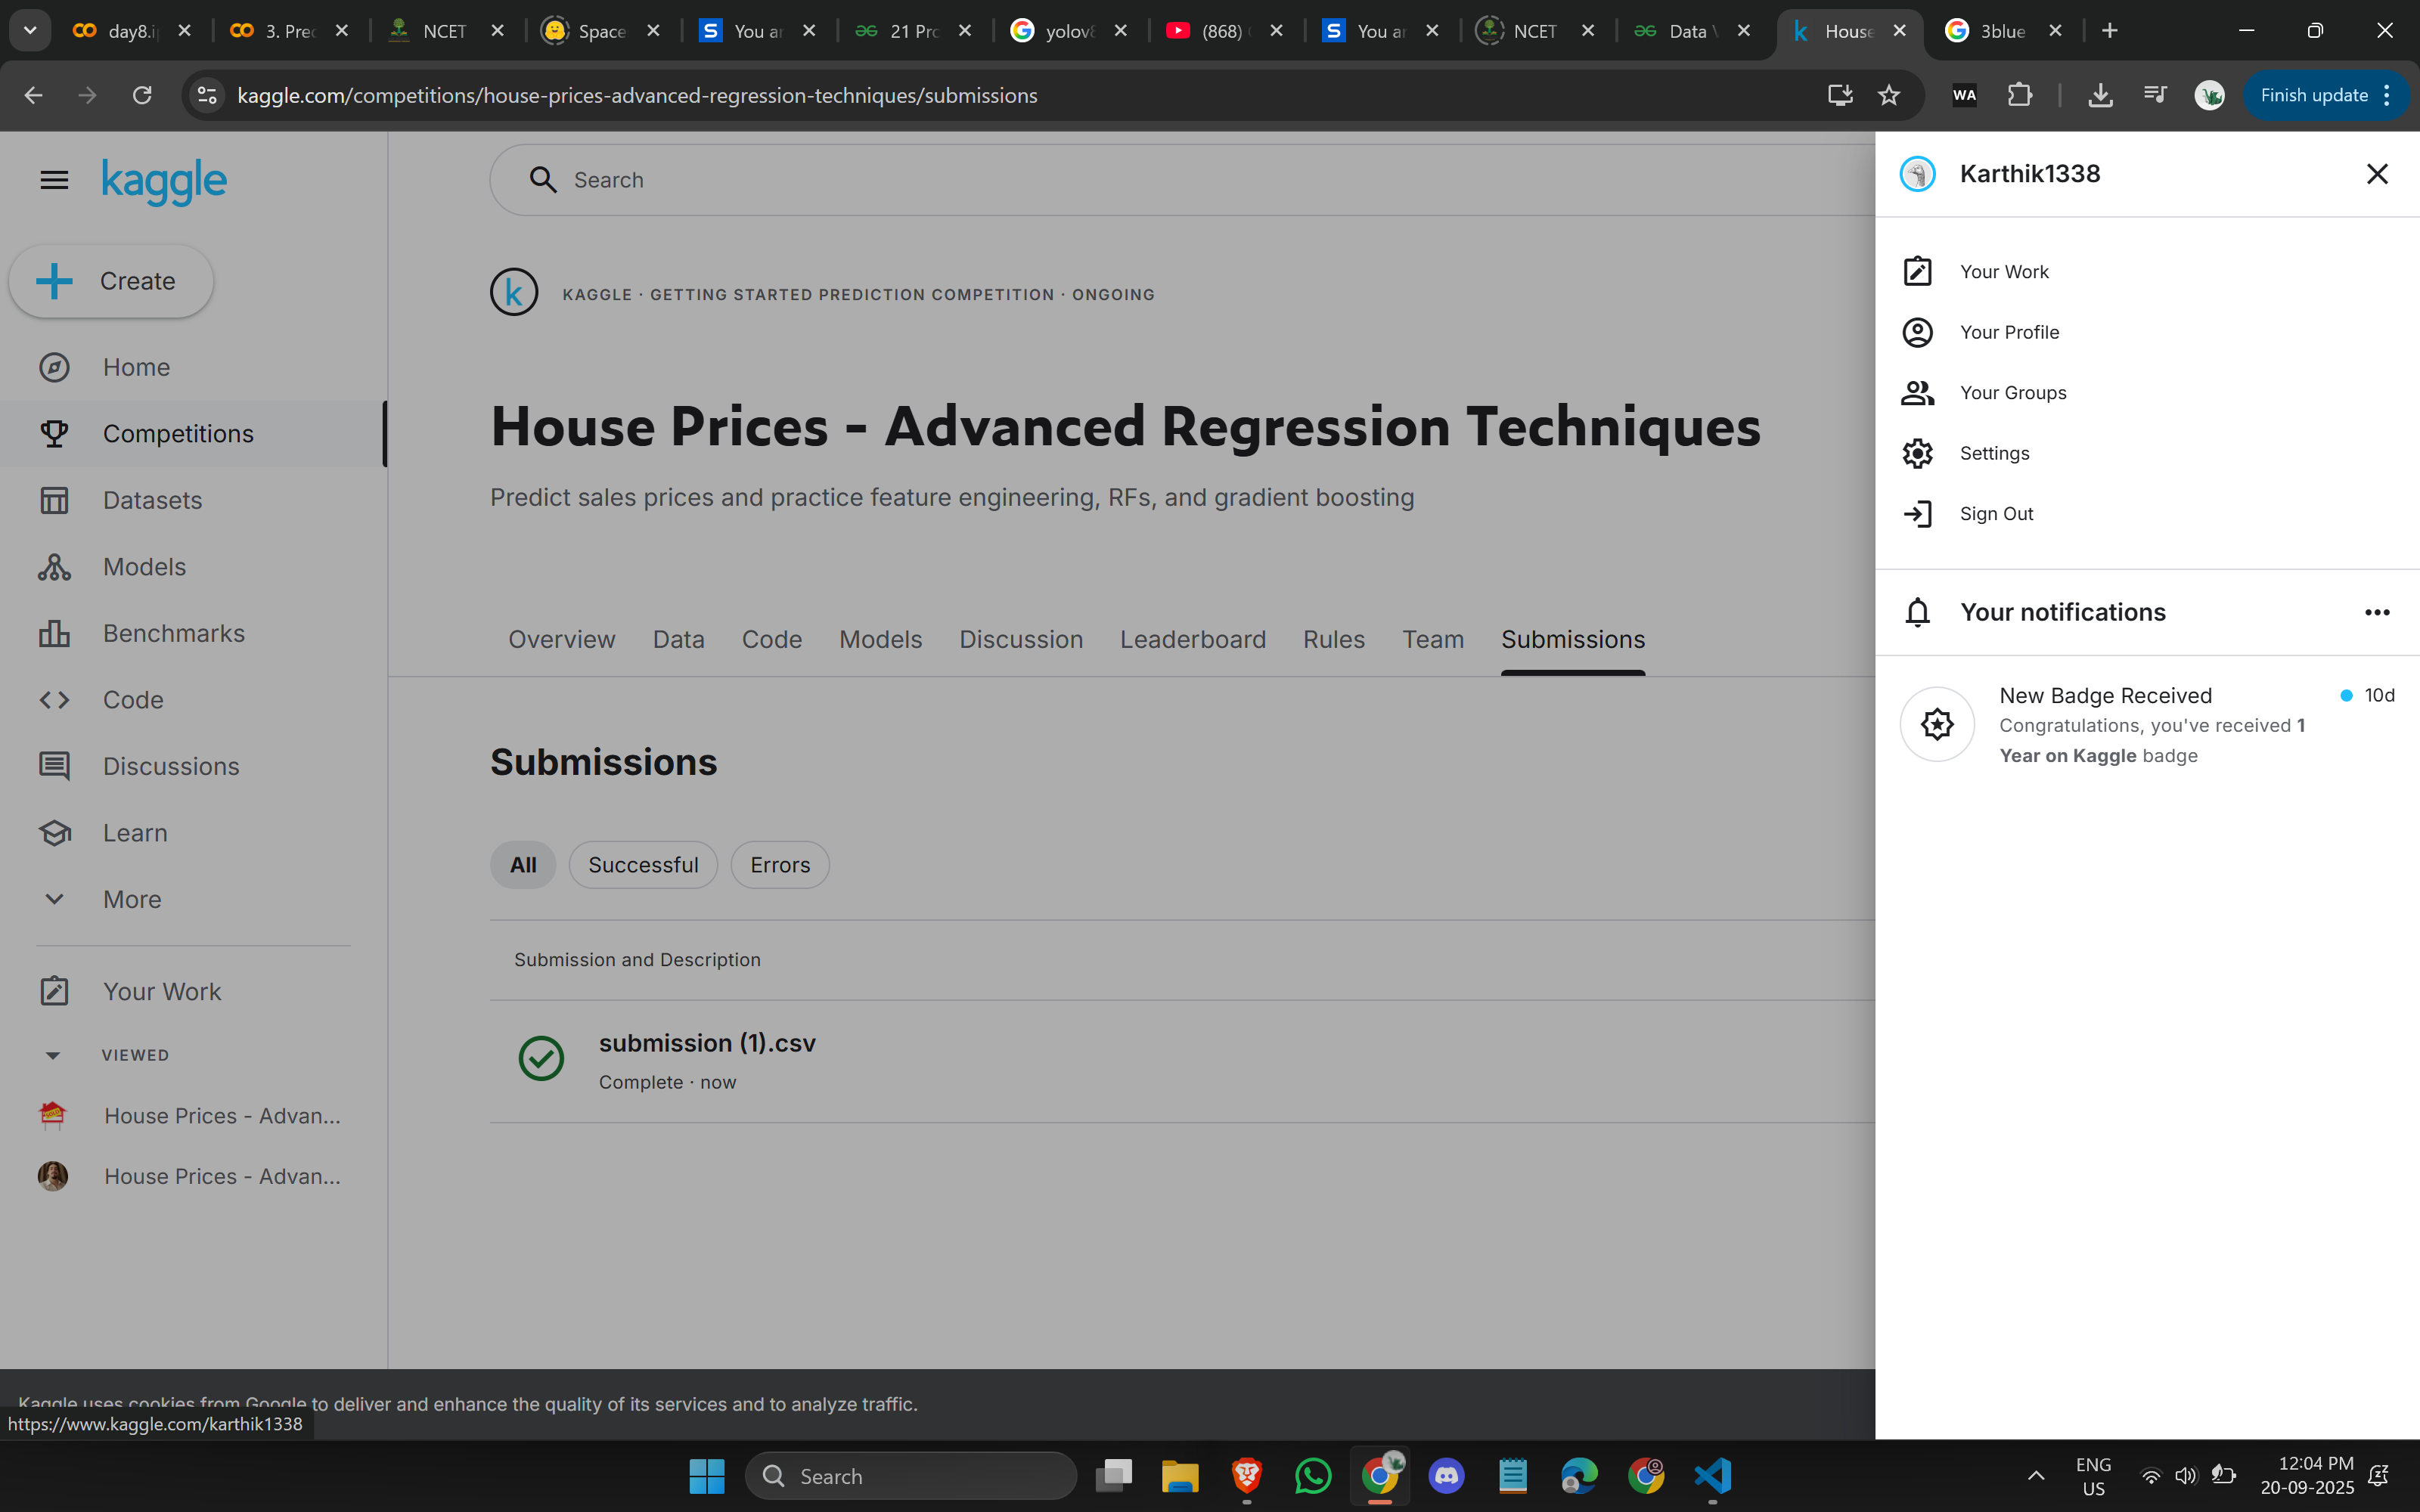 day8.i
3. Prec
NCET
Space
You ar
21 Pro
yolov8
(868)
You ar
NCET
Data
House
3blue
kaggle.com/competitions/house-prices-advanced-regression-techniques/submissions
WA
Finish update
kaggle
Search
Create
Home
Competitions
Datasets
Models
Benchmarks
Code
Discussions
Learn
More
Your Work
VIEWED
House Prices - Advan...
House Prices - Advan...
k
KAGGLE · GETTING STARTED PREDICTION COMPETITION · ONGOING
House Prices - Advanced Regression Techniques
Predict sales prices and practice feature engineering, RFs, and gradient boosting
Overview Data Code Models Discussion Leaderboard Rules Team Submissions
Submissions
All Successful Errors
Submission and Description
submission (1).csv
Complete · now
Karthik1338
Your Work
Your Profile
Your Groups
Settings
Sign Out
Your notifications
New Badge Received
10d
Congratulations, you've received 1
Year on Kaggle badge
Kaggle uses cookies from Google to deliver and enhance the quality of its services and to analyze traffic.
https://www.kaggle.com/karthik1338
Search
ENG
US
12:04 PM
20-09-2025